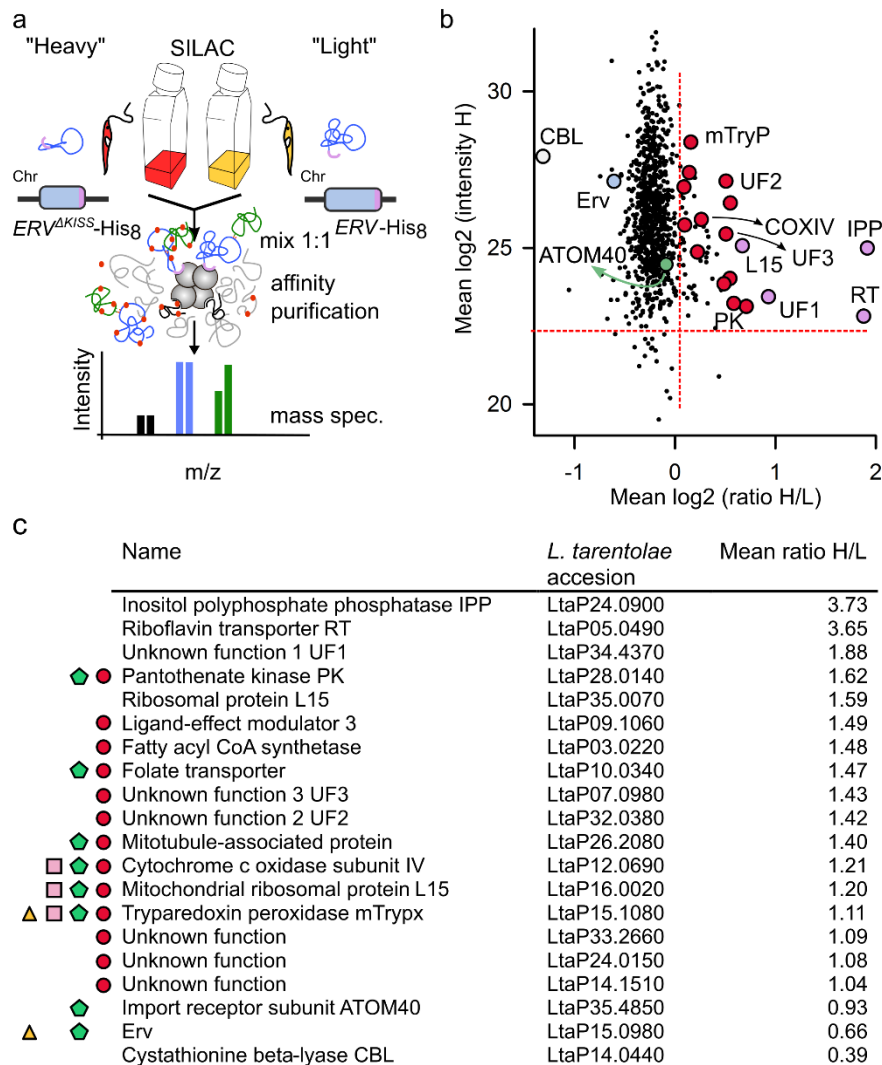 a
"Heavy" SILAC "Light"
Chr
Chr
ERV^ΔKISS-His₈
ERV-His₈
mix 1:1
affinity
purification
Intensity
mass spec.
m/z
b
Mean log2 (intensity H)
30
25
20
CBL
mTryP
Erv
UF2
COXIV
IPP
ATOM40
L15
UF3
RT
PK
UF1
-1 0 1 2
Mean log2 (ratio H/L)
c
Name L. tarentolae accesion Mean ratio H/L
Inositol polyphosphate phosphatase IPP LtaP24.0900 3.73
Riboflavin transporter RT LtaP05.0490 3.65
Unknown function 1 UF1 LtaP34.4370 1.88
Pantothenate kinase PK LtaP28.0140 1.62
Ribosomal protein L15 LtaP35.0070 1.59
Ligand-effect modulator 3 LtaP09.1060 1.49
Fatty acyl CoA synthetase LtaP03.0220 1.48
Folate transporter LtaP10.0340 1.47
Unknown function 3 UF3 LtaP07.0980 1.43
Unknown function 2 UF2 LtaP32.0380 1.42
Mitotubule-associated protein LtaP26.2080 1.40
Cytochrome c oxidase subunit IV LtaP12.0690 1.21
Mitochondrial ribosomal protein L15 LtaP16.0020 1.20
Tryparedoxin peroxidase mTrypx LtaP15.1080 1.11
Unknown function LtaP33.2660 1.09
Unknown function LtaP24.0150 1.08
Unknown function LtaP14.1510 1.04
Import receptor subunit ATOM40 LtaP35.4850 0.93
Erv LtaP15.0980 0.66
Cystathionine beta-lyase CBL LtaP14.0440 0.39